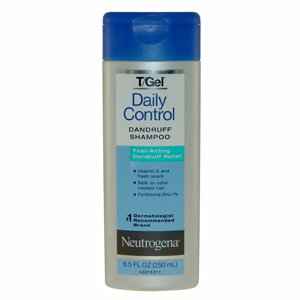 T/Gel®
Daily
Control
DANDRUFF
SHAMPOO
Fast-Acting
Dandruff Relief
• Vitamin E and
fresh scent
• Safe on color
treated hair
• Pyrithione Zinc 1%
#1 Dermatologist
Recommended
Brand
Neutrogena®
8.5 FL OZ (250 mL)